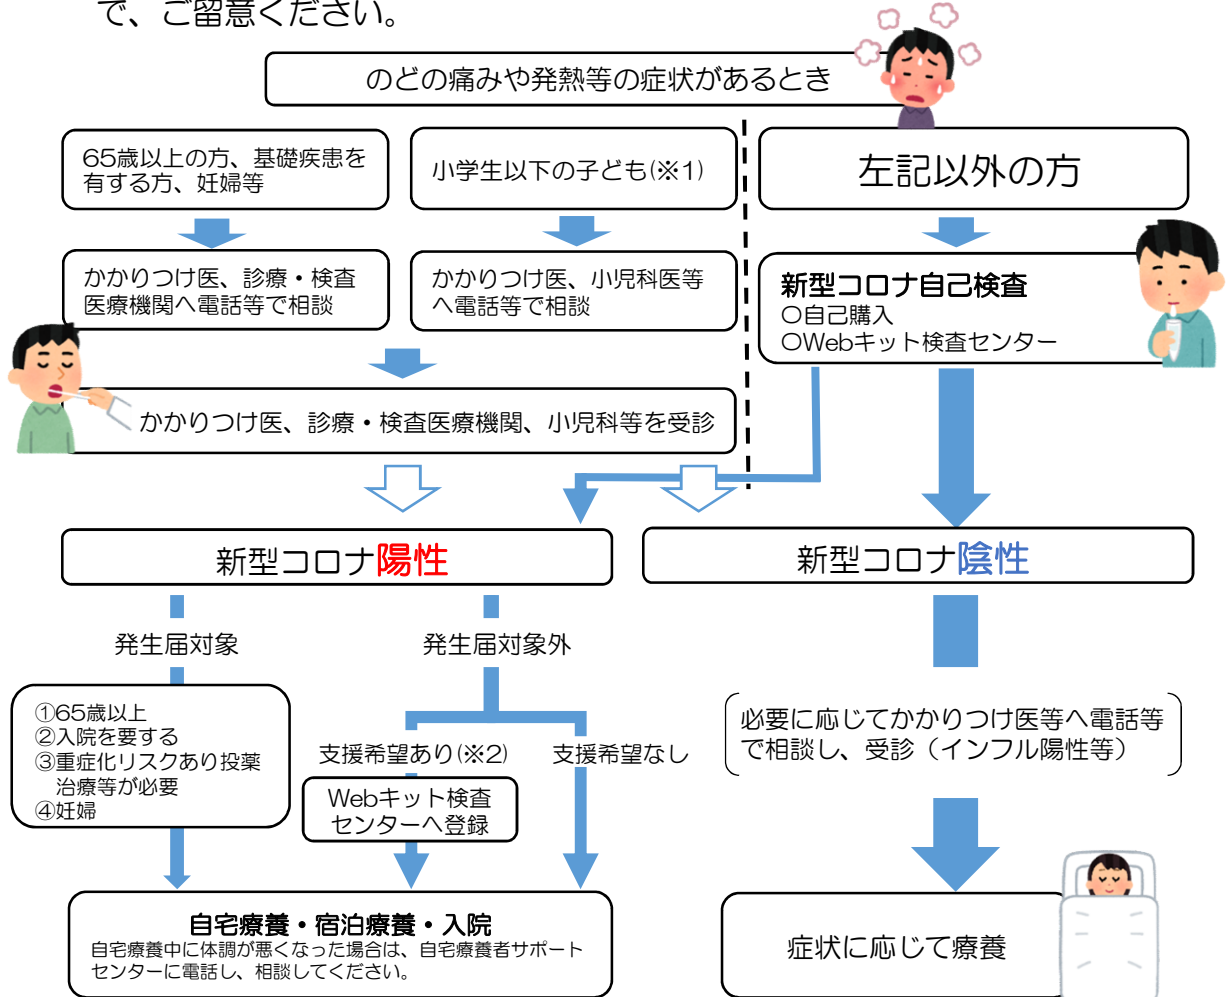 で、ご留意ください。
のどの痛みや発熱等の症状があるとき
65歳以上の方、基礎疾患を
有する方、妊婦等
小学生以下の子ども(※1)
左記以外の方
かかりつけ医、診療・検査
医療機関へ電話等で相談
かかりつけ医、小児科医等
へ電話等で相談
新型コロナ自己検査
○自己購入
○Webキット検査センター
かかりつけ医、診療・検査医療機関、小児科等を受診
新型コロナ陽性
新型コロナ陰性
発生届対象
発生届対象外
①65歳以上
②入院を要する
③重症化リスクあり投薬
治療等が必要
④妊婦
支援希望あり(※2)
支援希望なし
Webキット検査
センターへ登録
必要に応じてかかりつけ医等へ電話等
で相談し、受診（インフル陽性等）
自宅療養・宿泊療養・入院
自宅療養中に体調が悪くなった場合は、自宅療養者サポート
センターに電話し、相談してください。
症状に応じて療養